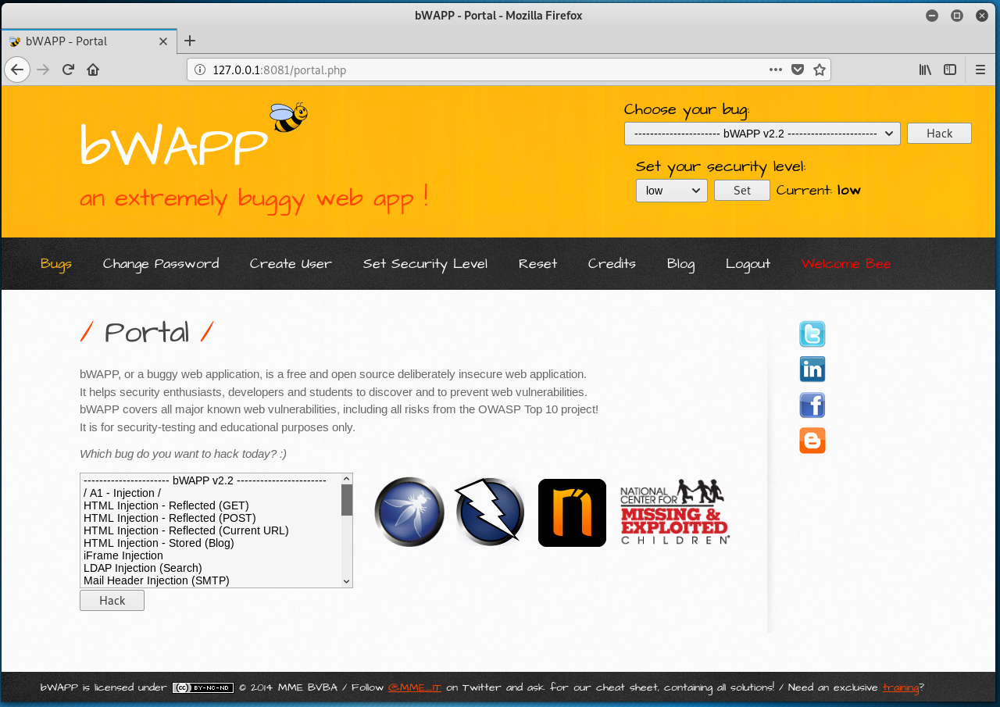 bWAPP - Portal - Mozilla Firefox
bWAPP - Portal
127.0.0.1:8081/portal.php
bWAPP
an extremely buggy web app !
Choose your bug:
---------------------- bWAPP v2.2 -----------------------
Hack
Set your security level:
low
Set
Current: low
Bugs
Change Password
Create User
Set Security Level
Reset
Credits
Blog
Logout
Welcome Bee
/ Portal /
bWAPP, or a buggy web application, is a free and open source deliberately insecure web application.
It helps security enthusiasts, developers and students to discover and to prevent web vulnerabilities.
bWAPP covers all major known web vulnerabilities, including all risks from the OWASP Top 10 project!
It is for security-testing and educational purposes only.
Which bug do you want to hack today? :)
---------------------- bWAPP v2.2 -----------------------
/ A1 - Injection /
HTML Injection - Reflected (GET)
HTML Injection - Reflected (POST)
HTML Injection - Reflected (Current URL)
HTML Injection - Stored (Blog)
iFrame Injection
LDAP Injection (Search)
Mail Header Injection (SMTP)
Hack
NATIONAL
CENTER FOR
MISSING &
EXPLOITED
CHILDREN
bWAPP is licensed under cc BY-NC-ND © 2014 MME BVBA / Follow @MME_IT on Twitter and ask for our cheat sheet, containing all solutions! / Need an exclusive training?